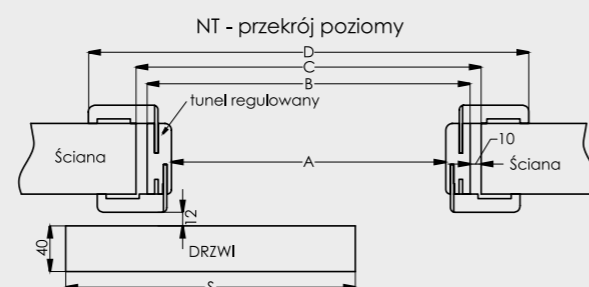 NT - przekrój poziomy
D
C
B
tunel regulowany
10
Ściana
A
Ściana
12
40
DRZWI
S